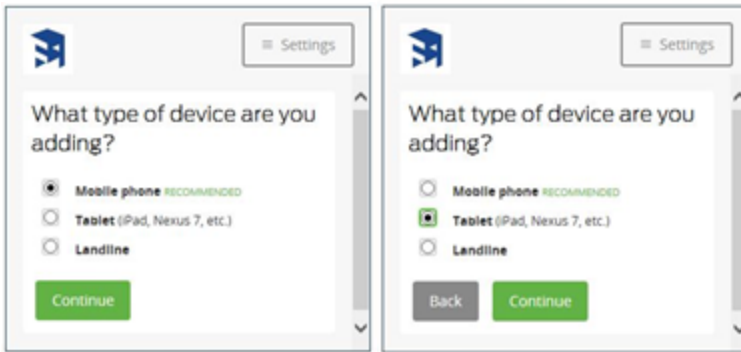 ≡ Settings
What type of device are you
adding?
Mobile phone RECOMMENDED
Tablet (iPad, Nexus 7, etc.)
Landline
Continue
≡ Settings
What type of device are you
adding?
Mobile phone RECOMMENDED
Tablet (iPad, Nexus 7, etc.)
Landline
Back Continue